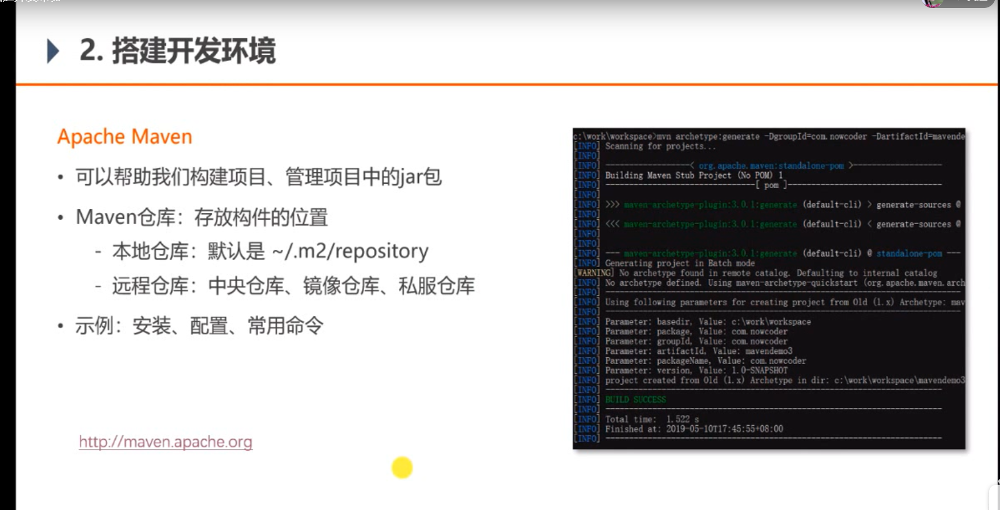 2. 搭建开发环境
Apache Maven
• 可以帮助我们构建项目、管理项目中的jar包
• Maven仓库：存放构件的位置
- 本地仓库：默认是 ~/.m2/repository
- 远程仓库：中央仓库、镜像仓库、私服仓库
• 示例：安装、配置、常用命令
http://maven.apache.org
c:\work\workspace>mvn archetype:generate -DgroupId=com.nowcoder -DartifactId=mavende
[INFO] Scanning for projects...
[INFO]
[INFO] ------------------< org.apache.maven:standalone-pom >-------------------
[INFO] Building Maven Stub Project (No POM) 1
[INFO] --------------------------------[ pom ]---------------------------------
[INFO]
[INFO] >>> maven-archetype-plugin:3.0.1:generate (default-cli) > generate-sources @
[INFO]
[INFO] <<< maven-archetype-plugin:3.0.1:generate (default-cli) < generate-sources @
[INFO]
[INFO]
[INFO] --- maven-archetype-plugin:3.0.1:generate (default-cli) @ standalone-pom ---
[INFO] Generating project in Batch mode
[WARNING] No archetype found in remote catalog. Defaulting to internal catalog
[INFO] No archetype defined. Using maven-archetype-quickstart (org.apache.maven.arch
[INFO] ----------------------------------------------------------------------------
[INFO] Using following parameters for creating project from Old (1.x) Archetype: mav
[INFO] ----------------------------------------------------------------------------
[INFO] Parameter: basedir, Value: c:\work\workspace
[INFO] Parameter: package, Value: com.nowcoder
[INFO] Parameter: groupId, Value: com.nowcoder
[INFO] Parameter: artifactId, Value: mavendemo3
[INFO] Parameter: packageName, Value: com.nowcoder
[INFO] Parameter: version, Value: 1.0-SNAPSHOT
[INFO] project created from Old (1.x) Archetype in dir: c:\work\workspace\mavendemo3
[INFO] ------------------------------------------------------------------------
[INFO] BUILD SUCCESS
[INFO] ------------------------------------------------------------------------
[INFO] Total time: 1.522 s
[INFO] Finished at: 2019-05-10T17:45:55+08:00
[INFO] ------------------------------------------------------------------------